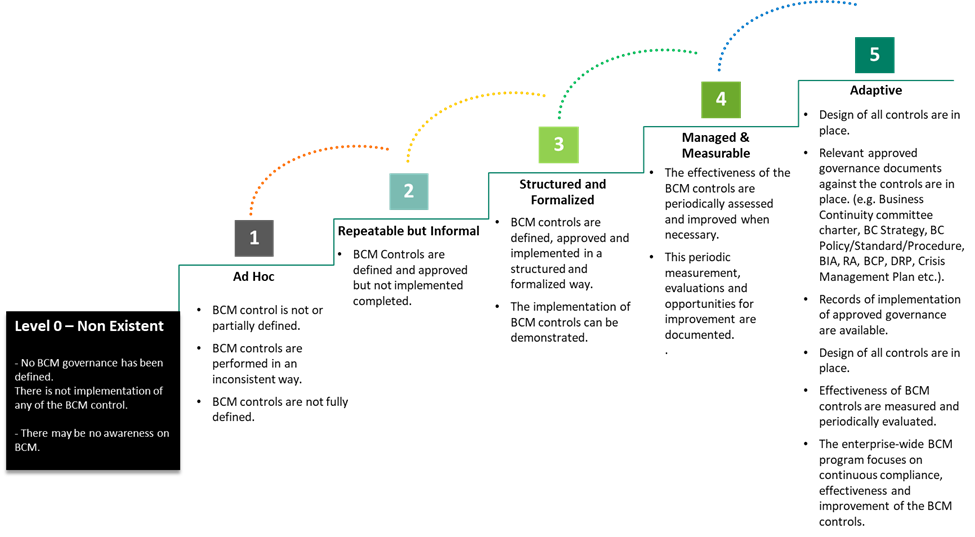 Level 0 – Non Existent
- No BCM governance has been
defined.
There is not implementation of
any of the BCM control.
- There may be no awareness on
BCM.
1
Ad Hoc
• BCM control is not or
partially defined.
• BCM controls are
performed in an
inconsistent way.
• BCM controls are not fully
defined.
2
Repeatable but Informal
• BCM Controls are
defined and approved
but not implemented
completed.
3
Structured and
Formalized
• BCM controls are
defined, approved and
implemented in a
structured and
formalized way.
• The implementation of
BCM controls can be
demonstrated.
4
Managed &
Measurable
• The effectiveness of the
BCM controls are
periodically assessed
and improved when
necessary.
• This periodic
measurement,
evaluations and
opportunities for
improvement are
documented.
.
5
Adaptive
• Design of all controls are in
place.
• Relevant approved
governance documents
against the controls are in
place. (e.g. Business
Continuity committee
charter, BC Strategy, BC
Policy/Standard/Procedure,
BIA, RA, BCP, DRP, Crisis
Management Plan etc.).
• Records of implementation
of approved governance
are available.
• Design of all controls are in
place.
• Effectiveness of BCM
controls are measured and
periodically evaluated.
• The enterprise-wide BCM
program focuses on
continuous compliance,
effectiveness and
improvement of the BCM
controls.